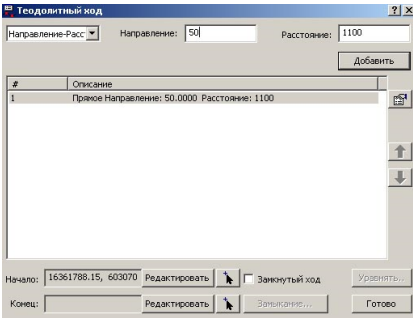 Теодолитный ход
Направление-Расст Направление: 50 Расстояние: 1100
Добавить
# Описание
1 Прямое Направление: 50.0000 Расстояние: 1100
Начало: 16361788.15, 603070 Редактировать Замкнутый ход Уравнять...
Конец: Редактировать Замыкание... Готово